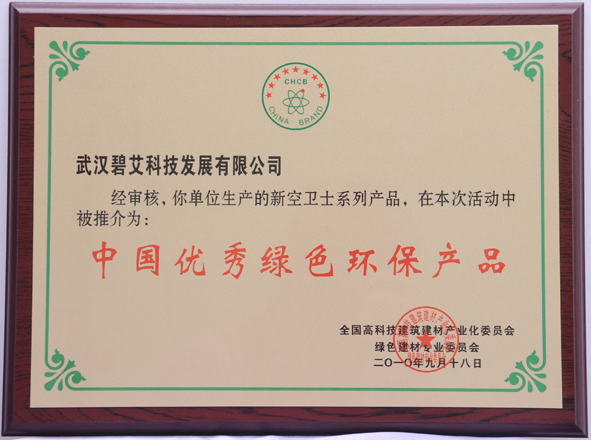 CHCB
CHINA BRAND
武汉碧艾科技发展有限公司
经审核，你单位生产的新空卫士系列产品，在本次活动中
被推介为：
中国优秀绿色环保产品
全国高科技建筑建材产业化委员会
绿色建材专业委员会
二〇一〇年九月十八日